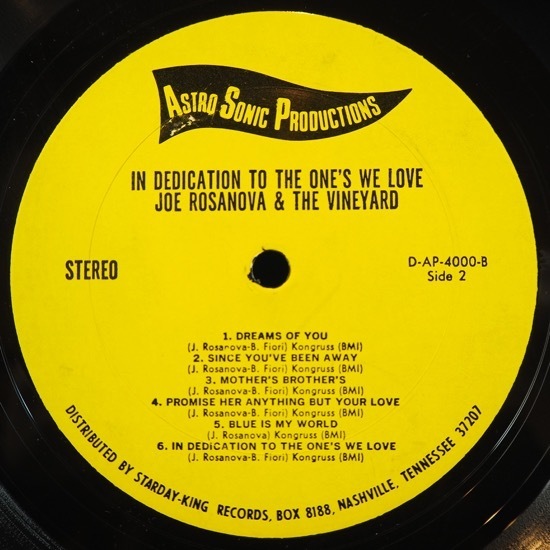 ASTRO SONIC PRODUCTIONS
IN DEDICATION TO THE ONE'S WE LOVE
JOE ROSANOVA & THE VINEYARD
STEREO
D-AP-4000-B
Side 2
1. DREAMS OF YOU
(J. Rosanova-B. Fiori) Kongruss (BMI)
2. SINCE YOU'VE BEEN AWAY
(J. Rosanova-B. Fiori) Kongruss (BMI)
3. MOTHER'S BROTHER'S
(J. Rosanova-B. Fiori) Kongruss (BMI)
4. PROMISE HER ANYTHING BUT YOUR LOVE
(J. Rosanova-B. Fiori) Kongruss (BMI)
5. BLUE IS MY WORLD
(J. Rosanova) Kongruss (BMI)
6. IN DEDICATION TO THE ONE'S WE LOVE
(J. Rosanova-B. Fiori) Kongruss (BMI)
DISTRIBUTED BY STARDAY-KING RECORDS, BOX 8188, NASHVILLE, TENNESSEE 37207